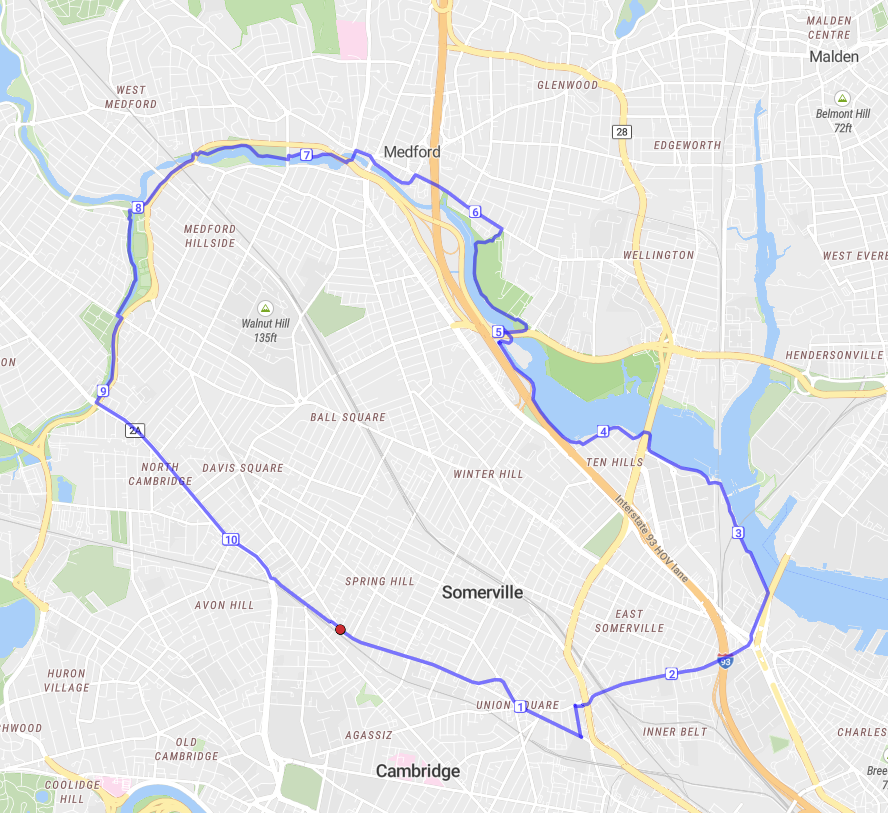 MALDEN
CENTRE
Malden
GLENWOOD
WEST
MEDFORD
Belmont Hill
72ft
28
EDGEWORTH
Medford
7
8
6
MEDFORD
HILLSIDE
WELLINGTON
WEST EVERE
Walnut Hill
135ft
5
HENDERSONVILLE
ON
9
BALL SQUARE
2A
4
TEN HILLS
NORTH
CAMBRIDGE
DAVIS SQUARE
WINTER HILL
Interstate 93 HOV lane
3
10
SPRING HILL
Somerville
AVON HILL
EAST
SOMERVILLE
93
2
HURON
VILLAGE
UNION SQUARE
1
CHWOOD
AGASSIZ
INNER BELT
CHARLES
OLD
CAMBRIDGE
Cambridge
Bree
7
COOLIDGE
HILL